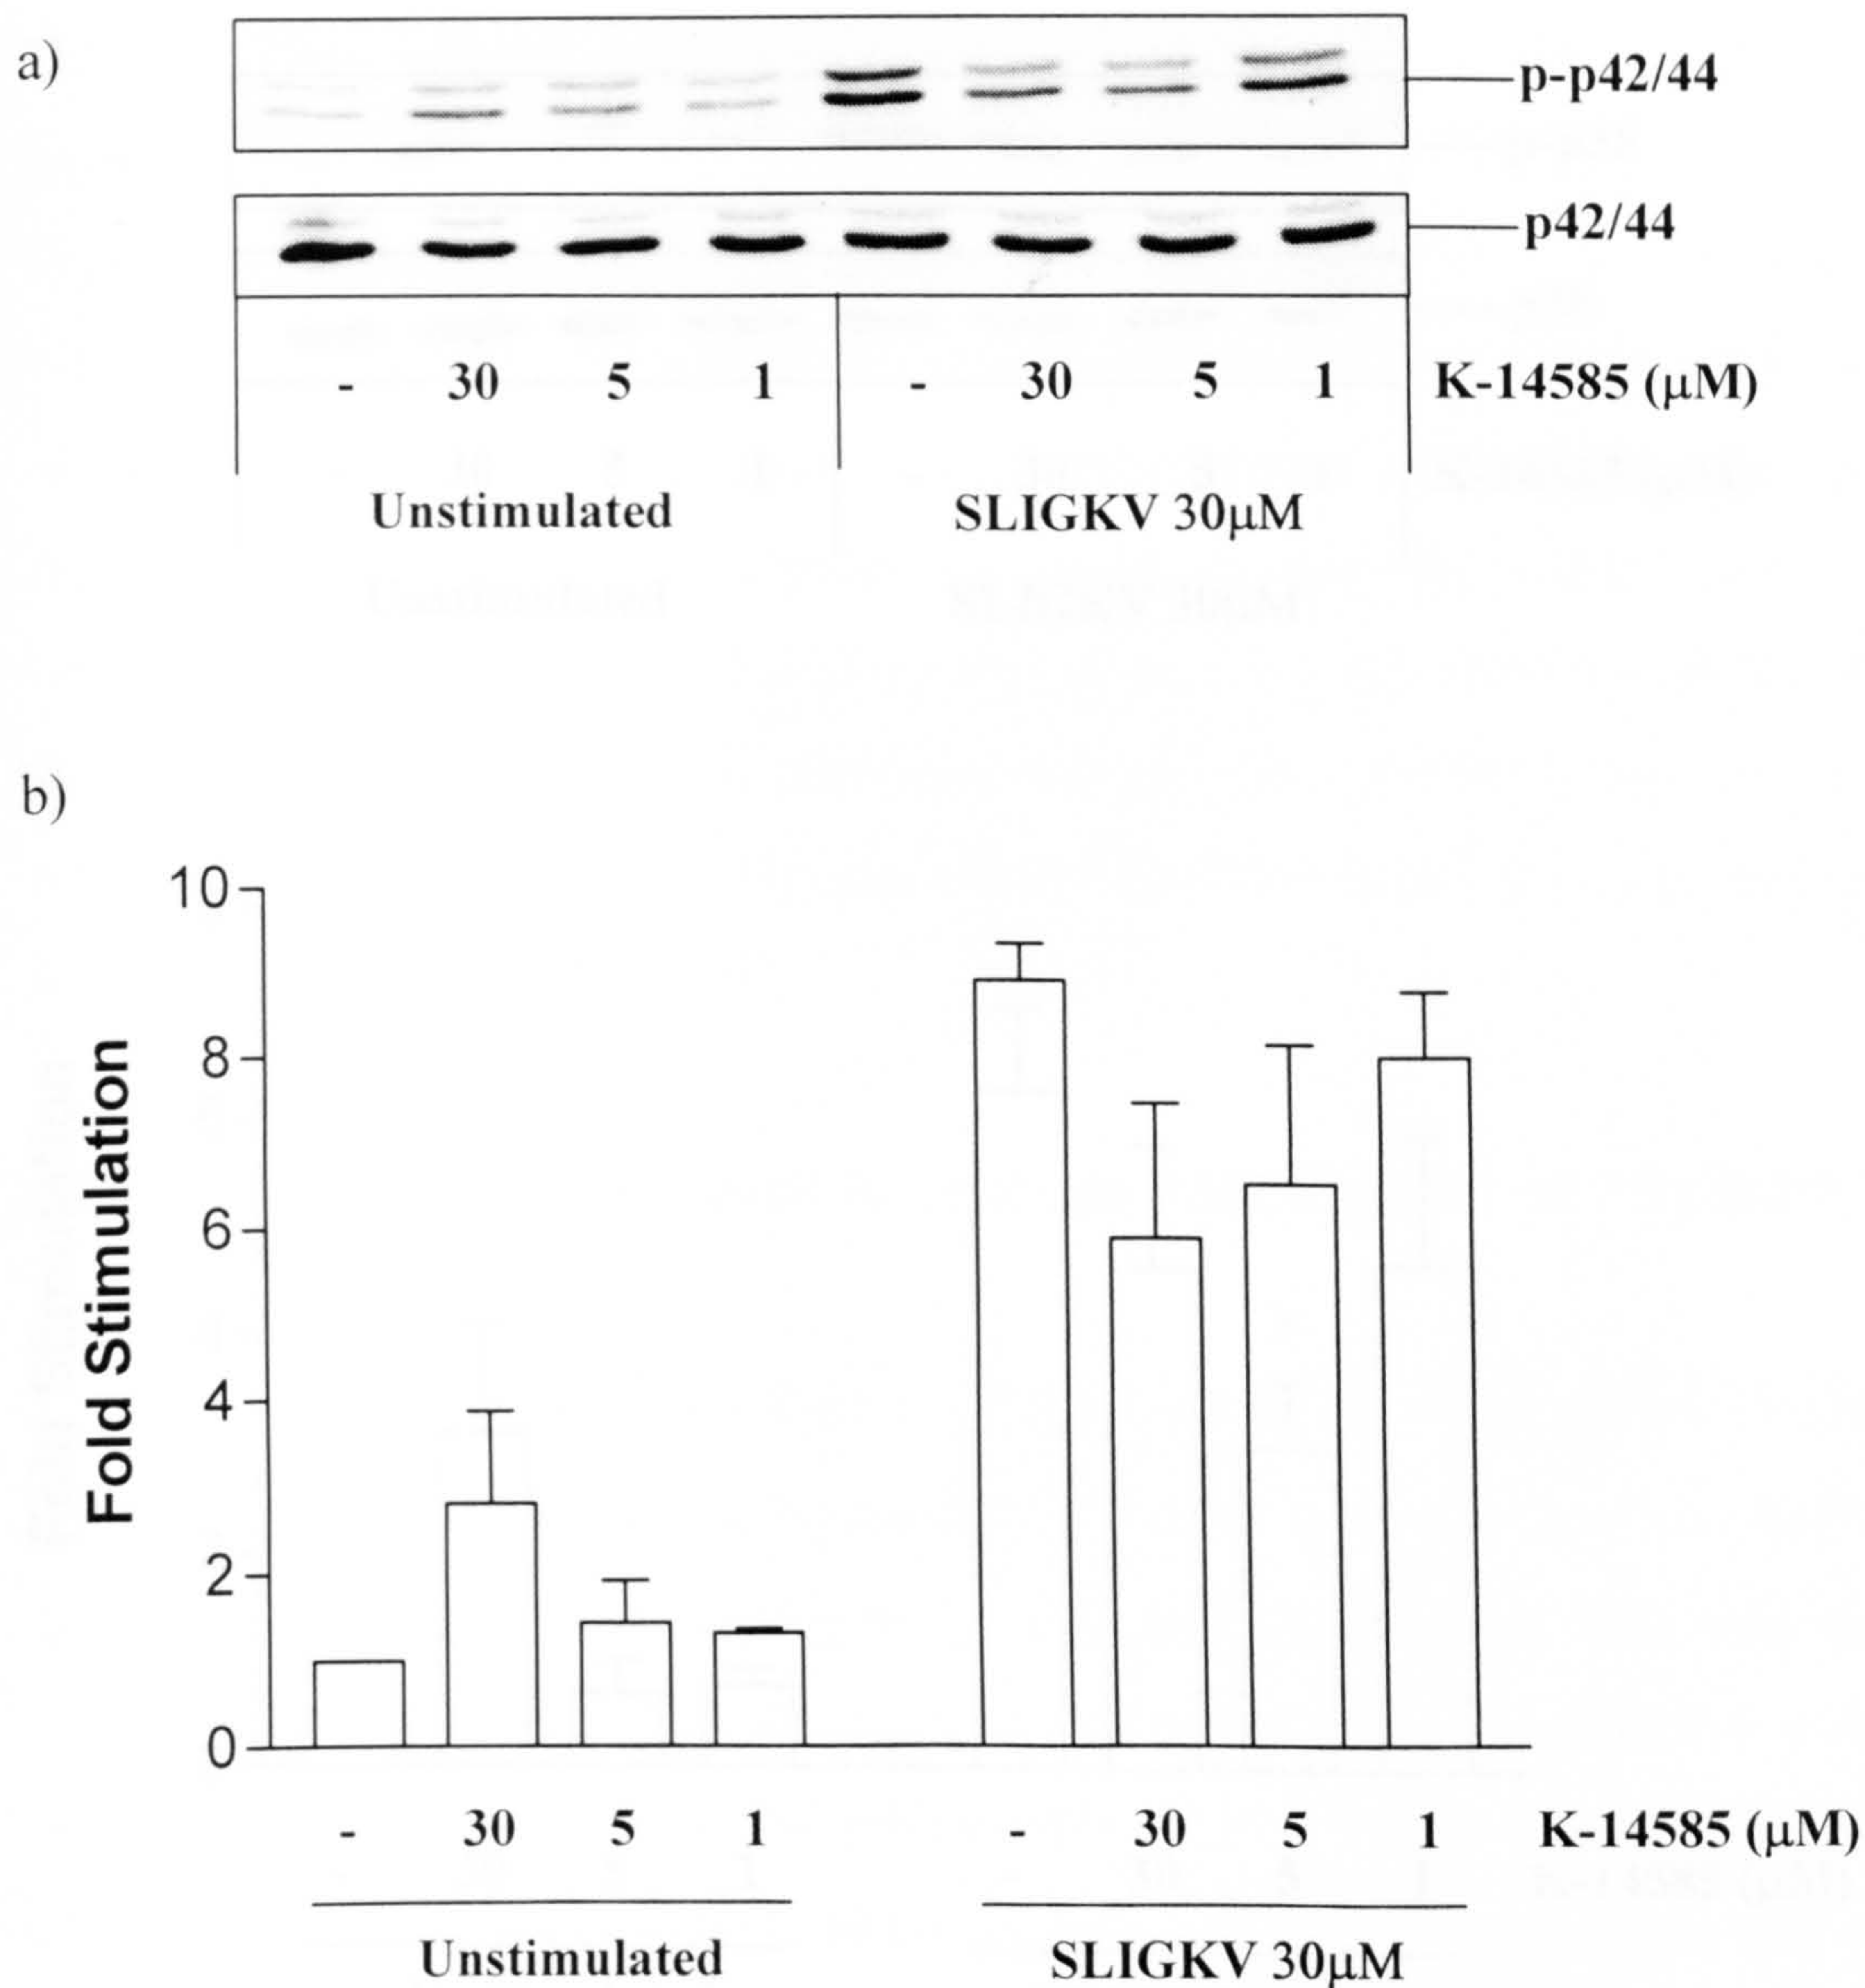 a)
p-p42/44
p42/44
- 30 5 1 - 30 5 1 K-14585 (μM)
Unstimulated SLIGKV 30μM
b)
10
8
6
4
2
0
Fold Stimulation
- 30 5 1 - 30 5 1 K-14585 (μM)
Unstimulated SLIGKV 30μM